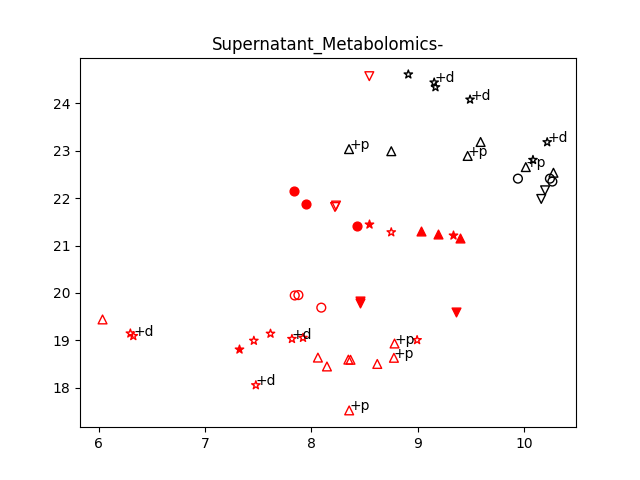 Supernatant_Metabolomics-
24
23
22
21
20
19
18
+d
+d
+d
+p
+p
+p
+d
+d
+p
+p
+d
+p
6 7 8 9 10